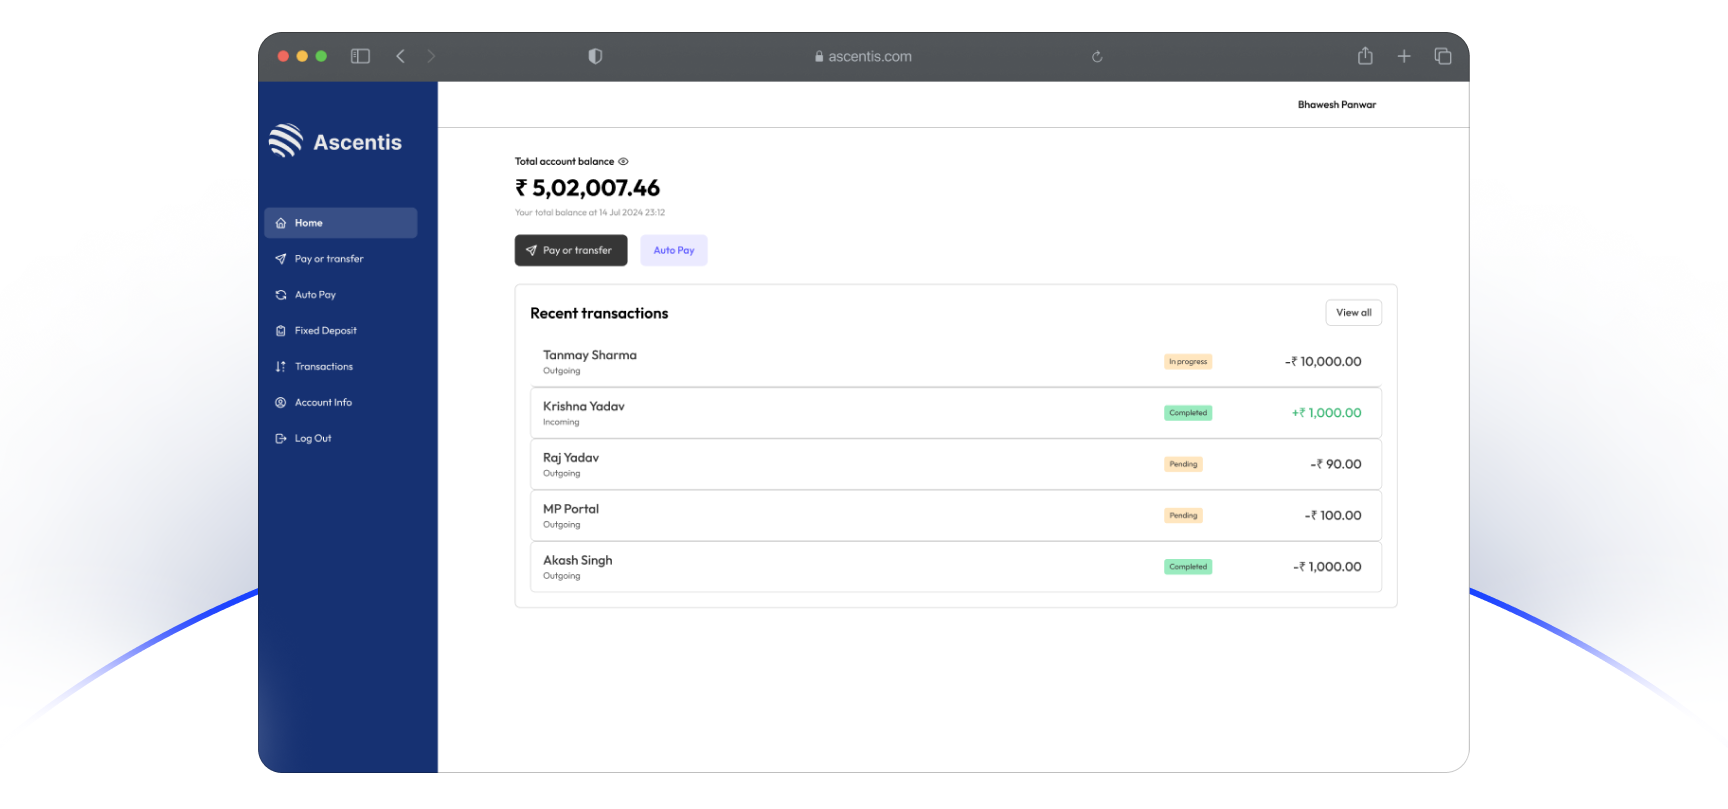 ascentis.com
Bhawesh Panwar
Ascentis
Home
Pay or transfer
Auto Pay
Fixed Deposit
Transactions
Account Info
Log Out
Total account balance
₹ 5,02,007.46
Your total balance at 14 Jul 2024 23:12
Pay or transfer Auto Pay
Recent transactions View all
Tanmay Sharma
Outgoing
In progress
-₹ 10,000.00
Krishna Yadav
Incoming
Completed
+₹ 1,000.00
Raj Yadav
Outgoing
Pending
-₹ 90.00
MP Portal
Outgoing
Pending
-₹ 100.00
Akash Singh
Outgoing
Completed
-₹ 1,000.00